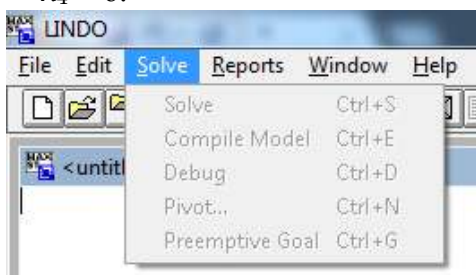 LINDO
File Edit Solve Reports Window Help
Solve Ctrl+S
Compile Model Ctrl+E
<untitl
Debug Ctrl+D
Pivot... Ctrl+N
Preemptive Goal Ctrl+G